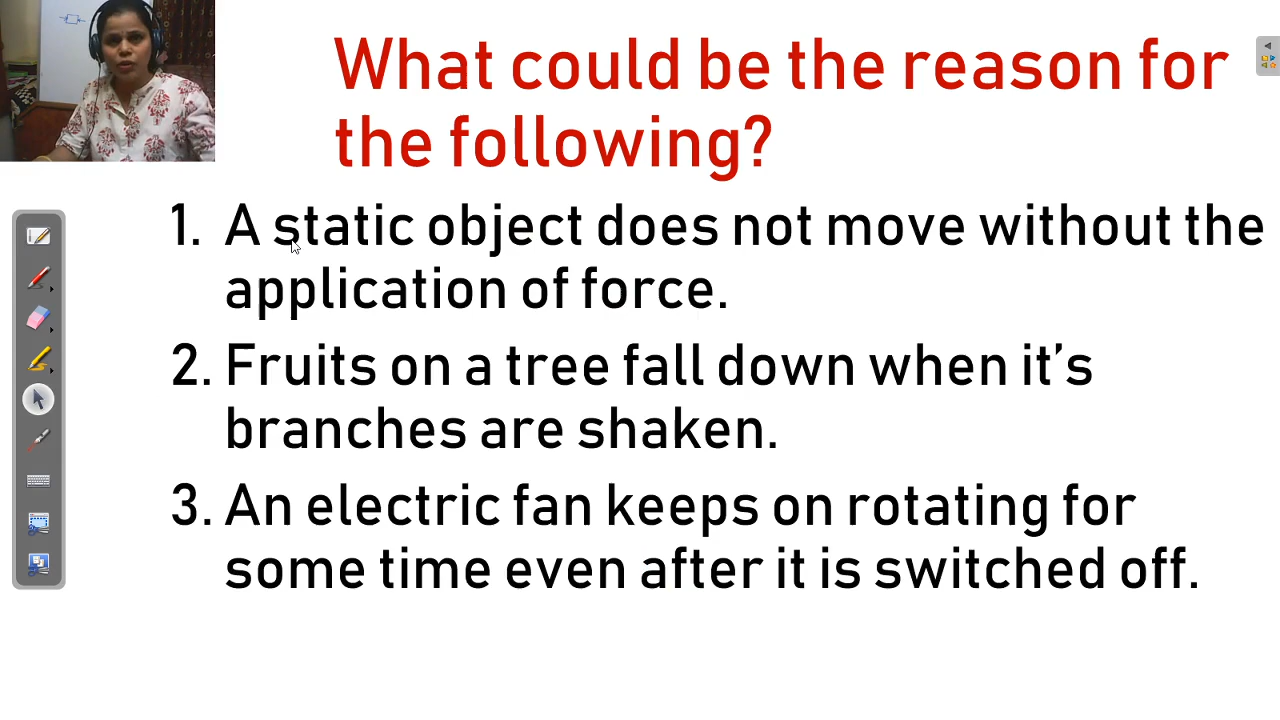 What could be the reason for
the following?
1. A static object does not move without the
application of force.
2. Fruits on a tree fall down when it's
branches are shaken.
3. An electric fan keeps on rotating for
some time even after it is switched off.